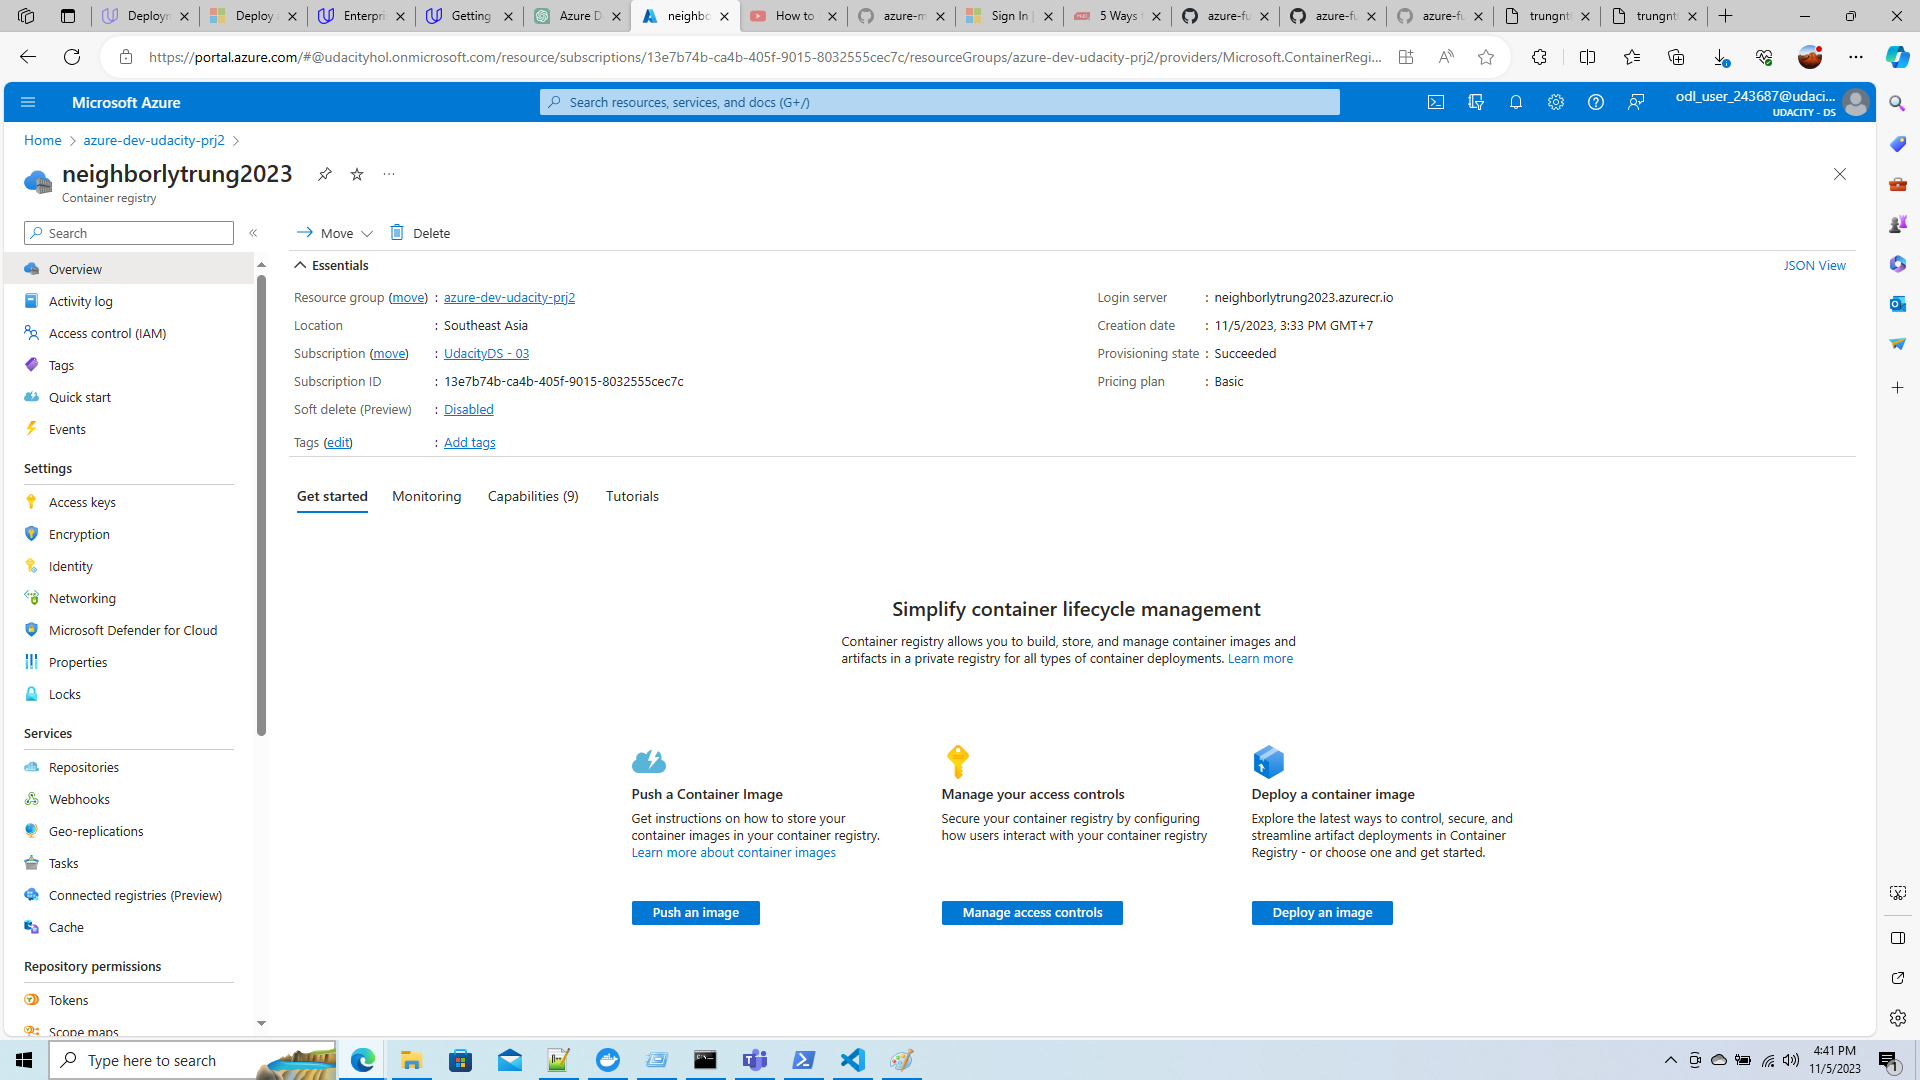 Deployn
Deploy a
Enterpris
Getting
Azure De
neighbo
How to
azure-m
Sign In |
5 Ways
azure-fu
azure-fu
azure-fu
trungnt
trungnt
https://portal.azure.com/#@udacityhol.onmicrosoft.com/resource/subscriptions/13e7b74b-ca4b-405f-9015-8032555cec7c/resourceGroups/azure-dev-udacity-prj2/providers/Microsoft.ContainerRegi...
Microsoft Azure
Search resources, services, and docs (G+/)
odl_user_243687@udaci...
UDACITY - DS
Home > azure-dev-udacity-prj2 >
neighborlytrung2023
Container registry
Search
Move
Delete
Overview
Activity log
Access control (IAM)
Tags
Quick start
Events
Settings
Access keys
Encryption
Identity
Networking
Microsoft Defender for Cloud
Properties
Locks
Services
Repositories
Webhooks
Geo-replications
Tasks
Connected registries (Preview)
Cache
Repository permissions
Tokens
Scope maps
Essentials
JSON View
Resource group (move) : azure-dev-udacity-prj2
Location : Southeast Asia
Subscription (move) : UdacityDS - 03
Subscription ID : 13e7b74b-ca4b-405f-9015-8032555cec7c
Soft delete (Preview) : Disabled
Tags (edit) : Add tags
Login server : neighborlytrung2023.azurecr.io
Creation date : 11/5/2023, 3:33 PM GMT+7
Provisioning state : Succeeded
Pricing plan : Basic
Get started
Monitoring
Capabilities (9)
Tutorials
Simplify container lifecycle management
Container registry allows you to build, store, and manage container images and
artifacts in a private registry for all types of container deployments. Learn more
Push a Container Image
Get instructions on how to store your
container images in your container registry.
Learn more about container images
Push an image
Manage your access controls
Secure your container registry by configuring
how users interact with your container registry
Manage access controls
Deploy a container image
Explore the latest ways to control, secure, and
streamline artifact deployments in Container
Registry - or choose one and get started.
Deploy an image
Type here to search
4:41 PM
11/5/2023
1